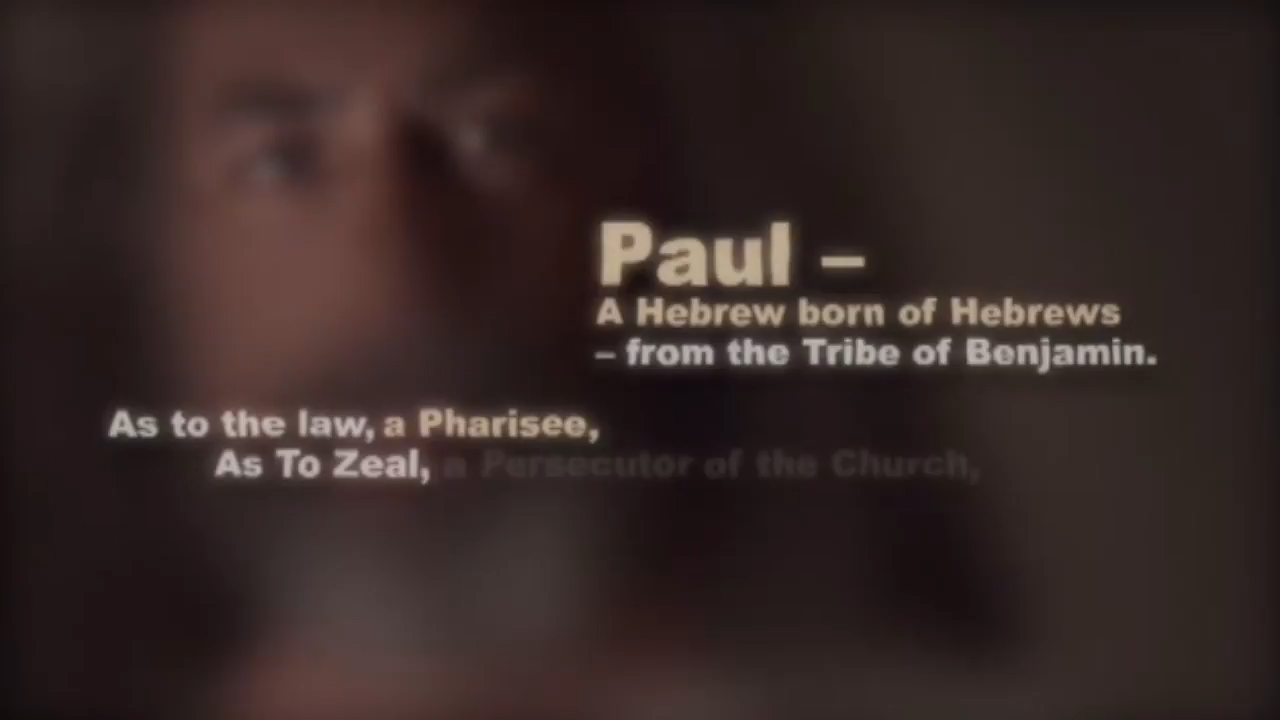 Paul –
A Hebrew born of Hebrews
– from the Tribe of Benjamin.
As to the law, a Pharisee,
As To Zeal, a Persecutor of the Church,